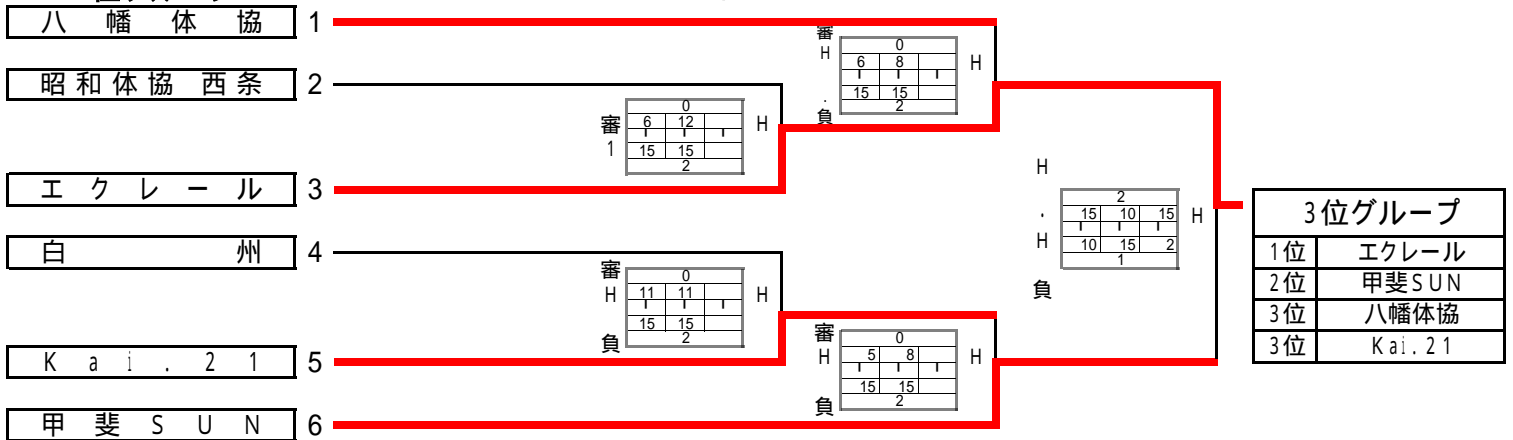 八幡体協 1
昭和体協 西条 2
エクレール 3
白州 4
Kai.21 5
甲斐SUN 6
審
1
0
6 12
15 15
2
H
審
H
負
0
11 11
15 15
2
H
審
H
.
負
0
6 8
15 15
2
H
審
H
負
0
5 8
15 15
2
H
H
.
H
負
2
15 10 15
10 15 2
1
H
3位グループ
1位 エクレール
2位 甲斐SUN
3位 八幡体協
3位 Kai.21